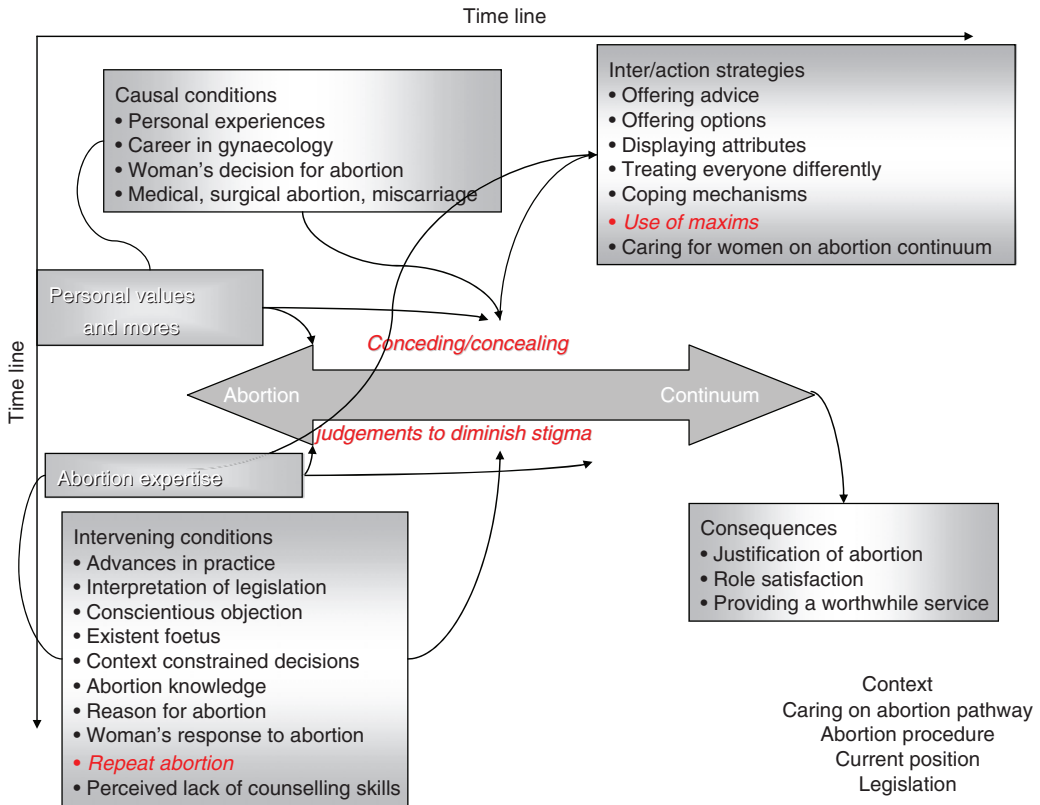 Time line
Time line
Causal conditions
• Personal experiences
• Career in gynaecology
• Woman's decision for abortion
• Medical, surgical abortion, miscarriage
Inter/action strategies
• Offering advice
• Offering options
• Displaying attributes
• Treating everyone differently
• Coping mechanisms
• Use of maxims
• Caring for women on abortion continuum
Personal values
and mores
Conceding/concealing
Abortion
Continuum
judgements to diminish stigma
Abortion expertise
Intervening conditions
• Advances in practice
• Interpretation of legislation
• Conscientious objection
• Existent foetus
• Context constrained decisions
• Abortion knowledge
• Reason for abortion
• Woman's response to abortion
• Repeat abortion
• Perceived lack of counselling skills
Consequences
• Justification of abortion
• Role satisfaction
• Providing a worthwhile service
Context
Caring on abortion pathway
Abortion procedure
Current position
Legislation